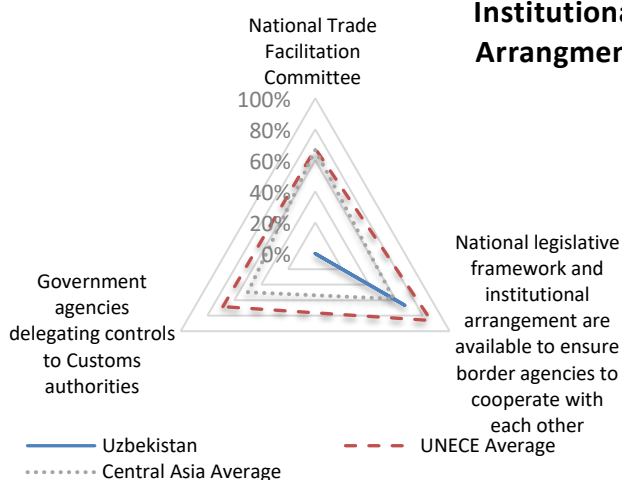 Institutiona
Arrangmen
National Trade
Facilitation
Committee
100%
80%
60%
40%
20%
0%
National legislative
framework and
institutional
arrangement are
available to ensure
border agencies to
cooperate with
each other
Government
agencies
delegating controls
to Customs
authorities
Uzbekistan
UNECE Average
Central Asia Average